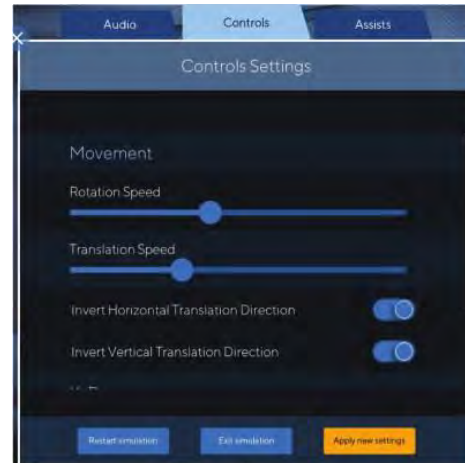 Audio Controls Assists
Controls Settings
Movement
Rotation Speed
Translation Speed
Invert Horizontal Translation Direction
Invert Vertical Translation Direction
Restart simulation Exit simulation Apply new settings